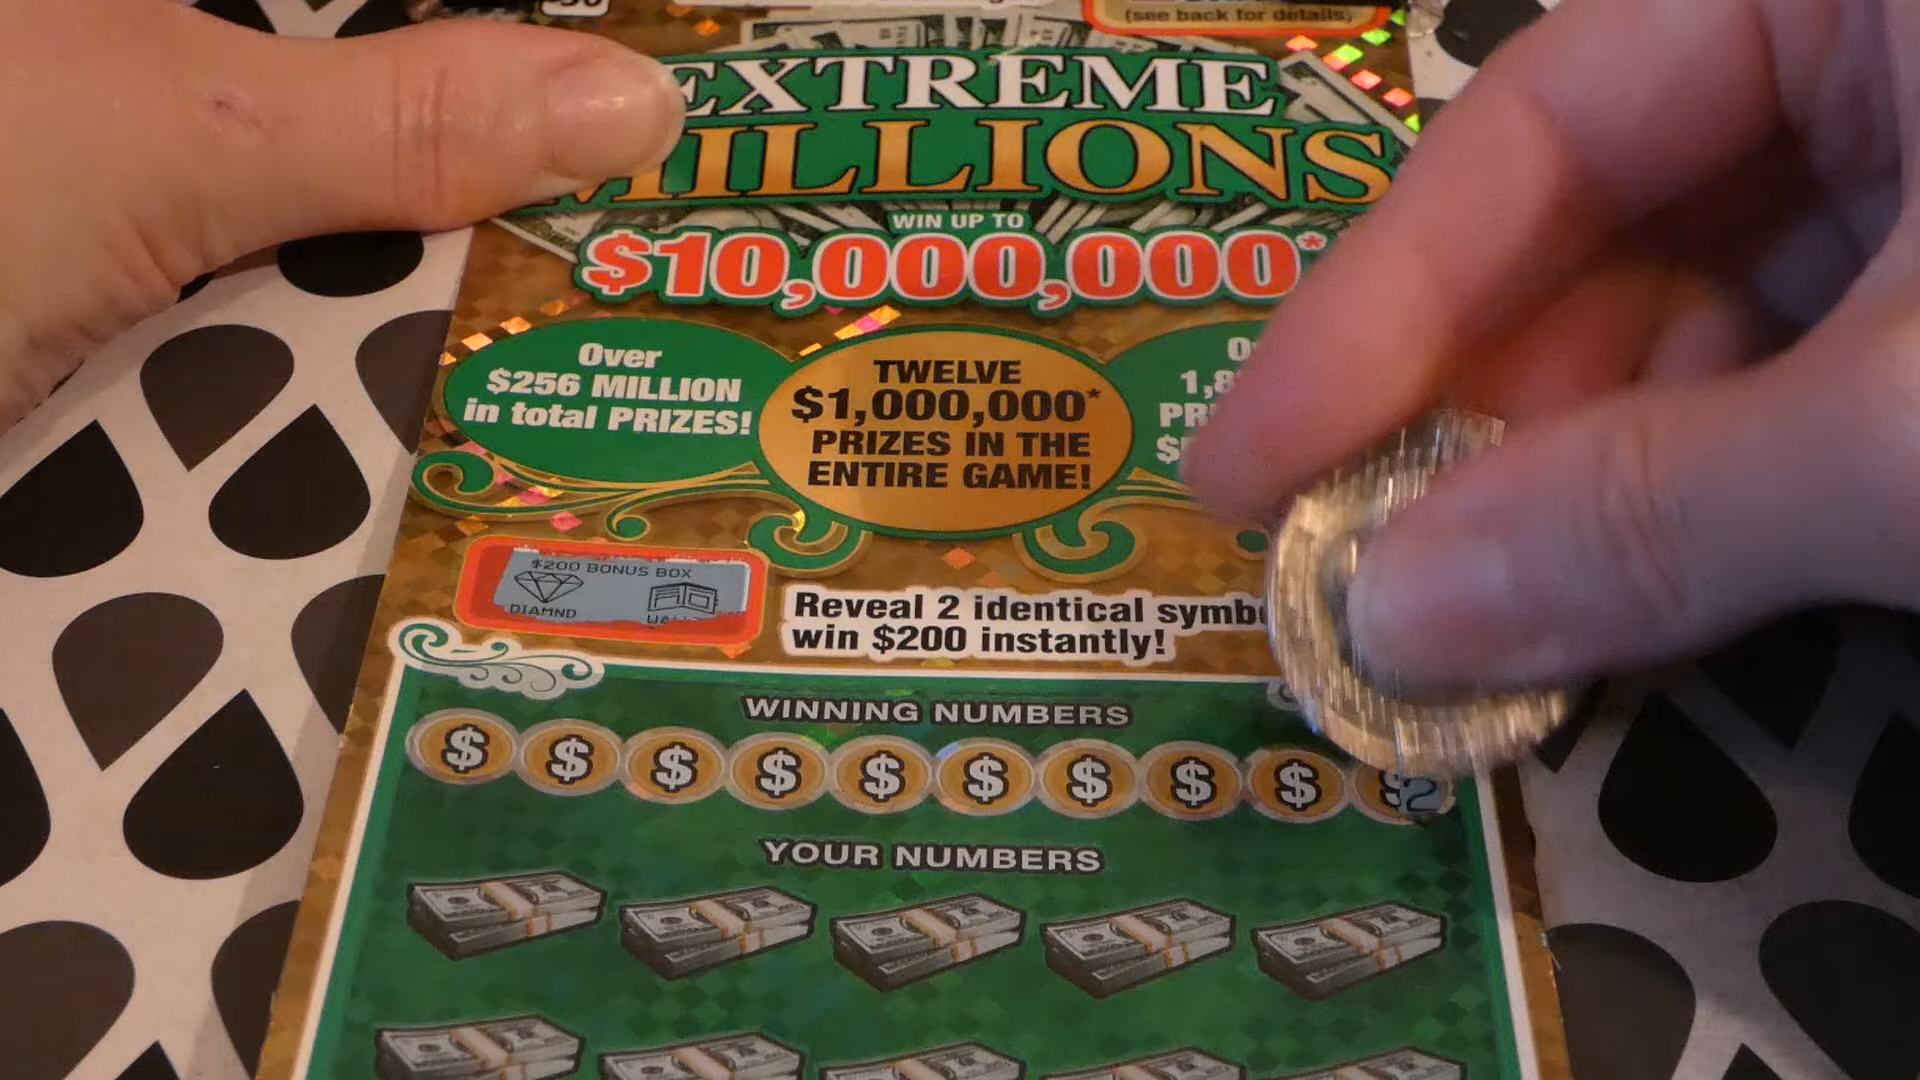 (see back for details)
EXTREME
MILLIONS
WIN UP TO
$10,000,000*
Over
$256 MILLION
in total PRIZES!
TWELVE
$1,000,000*
PRIZES IN THE
ENTIRE GAME!
$200 BONUS BOX
DIAMND
Reveal 2 identical
win $200 instantly!
WINNING NUMBERS
$ $ $ $ $ $ $ $ $
YOUR NUMBERS